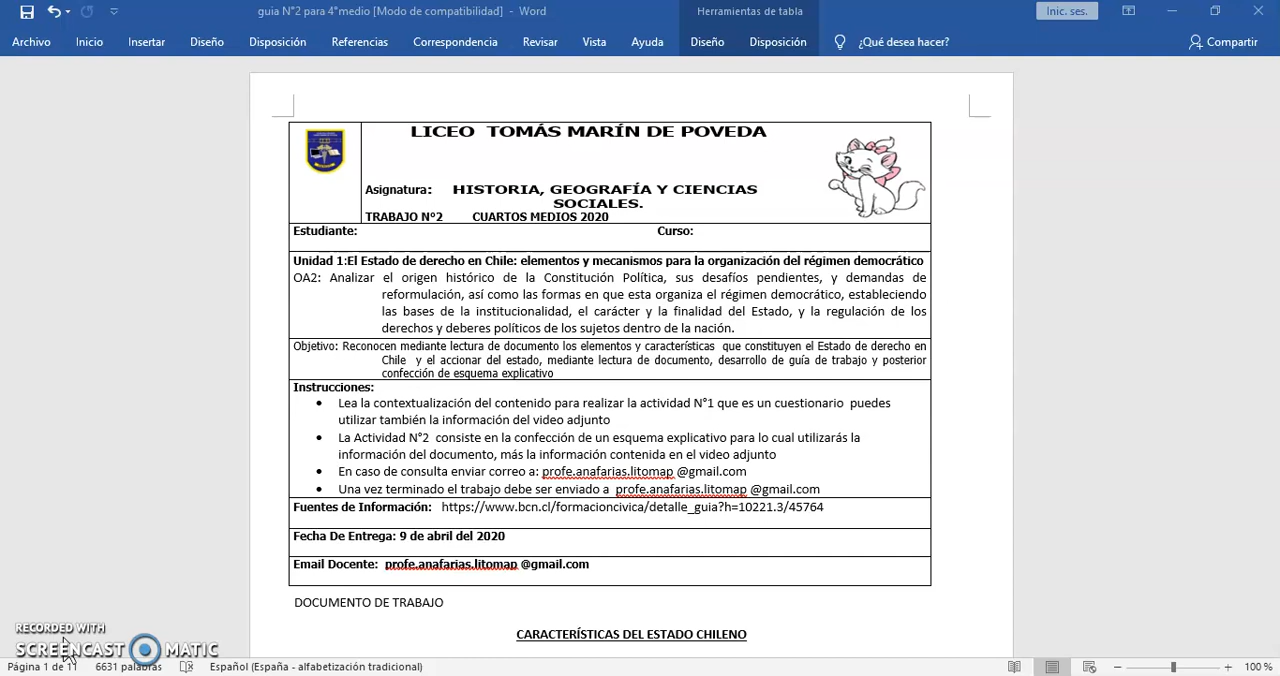 guia N°2 para 4°medio [Modo de compatibilidad] - Word
Herramientas de tabla
Inic. ses.
Archivo Inicio Insertar Diseño Disposición Referencias Correspondencia Revisar Vista Ayuda Diseño Disposición ¿Qué desea hacer? Compartir
LICEO TOMÁS MARÍN DE POVEDA
Asignatura: HISTORIA, GEOGRAFÍA Y CIENCIAS
SOCIALES.
TRABAJO Nº2 CUARTOS MEDIOS 2020
Estudiante: Curso:
Unidad 1:El Estado de derecho en Chile: elementos y mecanismos para la organización del régimen democrático
OA2: Analizar el origen histórico de la Constitución Política, sus desafíos pendientes, y demandas de
reformulación, así como las formas en que esta organiza el régimen democrático, estableciendo
las bases de la institucionalidad, el carácter y la finalidad del Estado, y la regulación de los
derechos y deberes políticos de los sujetos dentro de la nación.
Objetivo: Reconocen mediante lectura de documento los elementos y características que constituyen el Estado de derecho en
Chile y el accionar del estado, mediante lectura de documento, desarrollo de guía de trabajo y posterior
confección de esquema explicativo
Instrucciones:
• Lea la contextualización del contenido para realizar la actividad N°1 que es un cuestionario puedes
utilizar también la información del video adjunto
• La Actividad N°2 consiste en la confección de un esquema explicativo para lo cual utilizarás la
información del documento, más la información contenida en el video adjunto
• En caso de consulta enviar correo a: profe.anafarias.litomap @gmail.com
• Una vez terminado el trabajo debe ser enviado a profe.anafarias.litomap @gmail.com
Fuentes de Información: https://www.bcn.cl/formacioncivica/detalle_guia?h=10221.3/45764
Fecha De Entrega: 9 de abril del 2020
Email Docente: profe.anafarias.litomap @gmail.com
DOCUMENTO DE TRABAJO
CARACTERÍSTICAS DEL ESTADO CHILENO
RECORDED WITH
SCREENCAST MATIC
Página 1 de 11 6631 palabras Español (España - alfabetización tradicional) 100 %